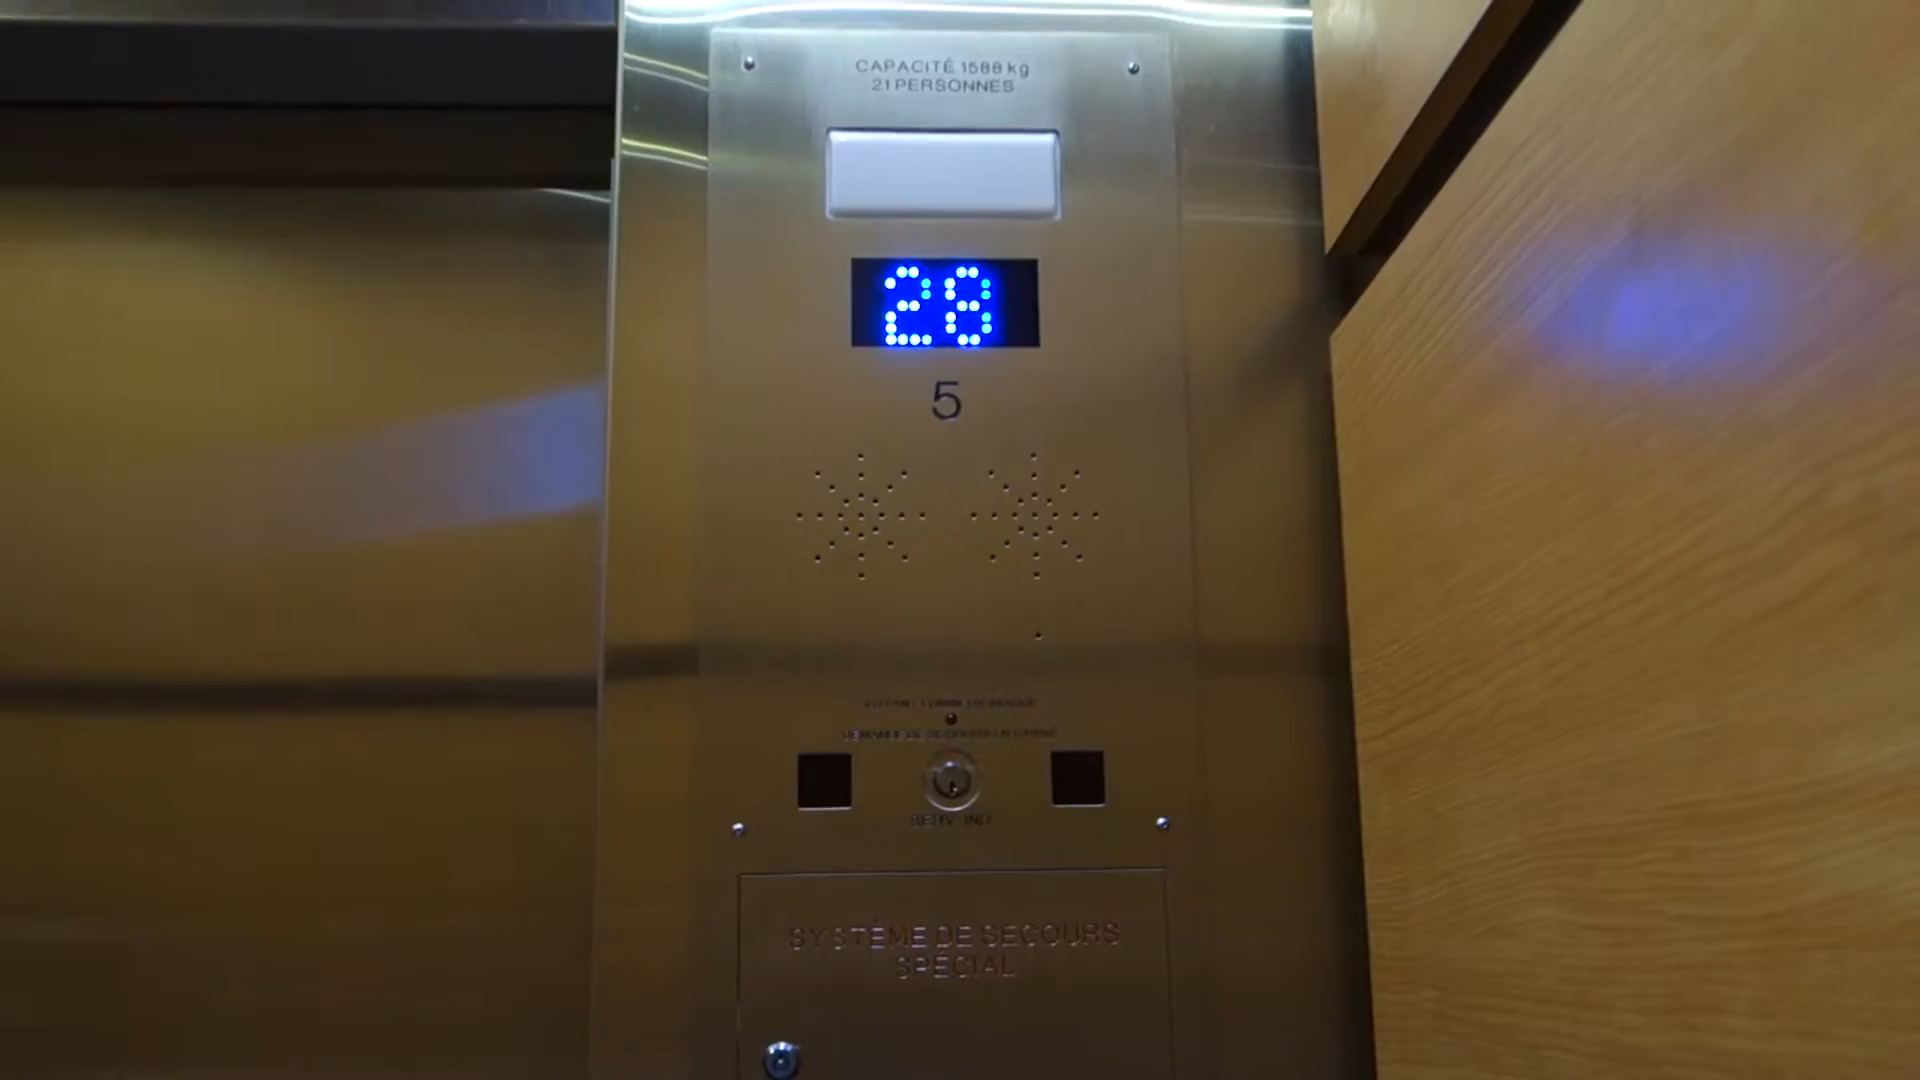 CAPACITÉ 1588 kg
21 PERSONNES
28
5
SERV. IND.
SYSTÈME DE SECOURS
SPÉCIAL